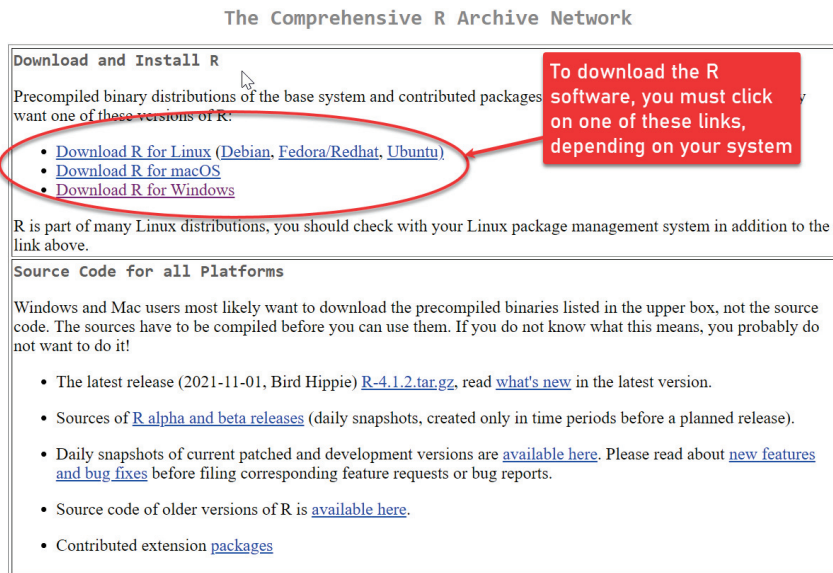 The Comprehensive R Archive Network
Download and Install R
Precompiled binary distributions of the base system and contributed packages
want one of these versions of R:
To download the R
software, you must click
on one of these links,
depending on your system
• Download R for Linux (Debian, Fedora/Redhat, Ubuntu)
• Download R for macOS
• Download R for Windows
R is part of many Linux distributions, you should check with your Linux package management system in addition to the
link above.
Source Code for all Platforms
Windows and Mac users most likely want to download the precompiled binaries listed in the upper box, not the source
code. The sources have to be compiled before you can use them. If you do not know what this means, you probably do
not want to do it!
• The latest release (2021-11-01, Bird Hippie) R-4.1.2.tar.gz, read what's new in the latest version.
• Sources of R alpha and beta releases (daily snapshots, created only in time periods before a planned release).
• Daily snapshots of current patched and development versions are available here. Please read about new features
and bug fixes before filing corresponding feature requests or bug reports.
• Source code of older versions of R is available here.
• Contributed extension packages